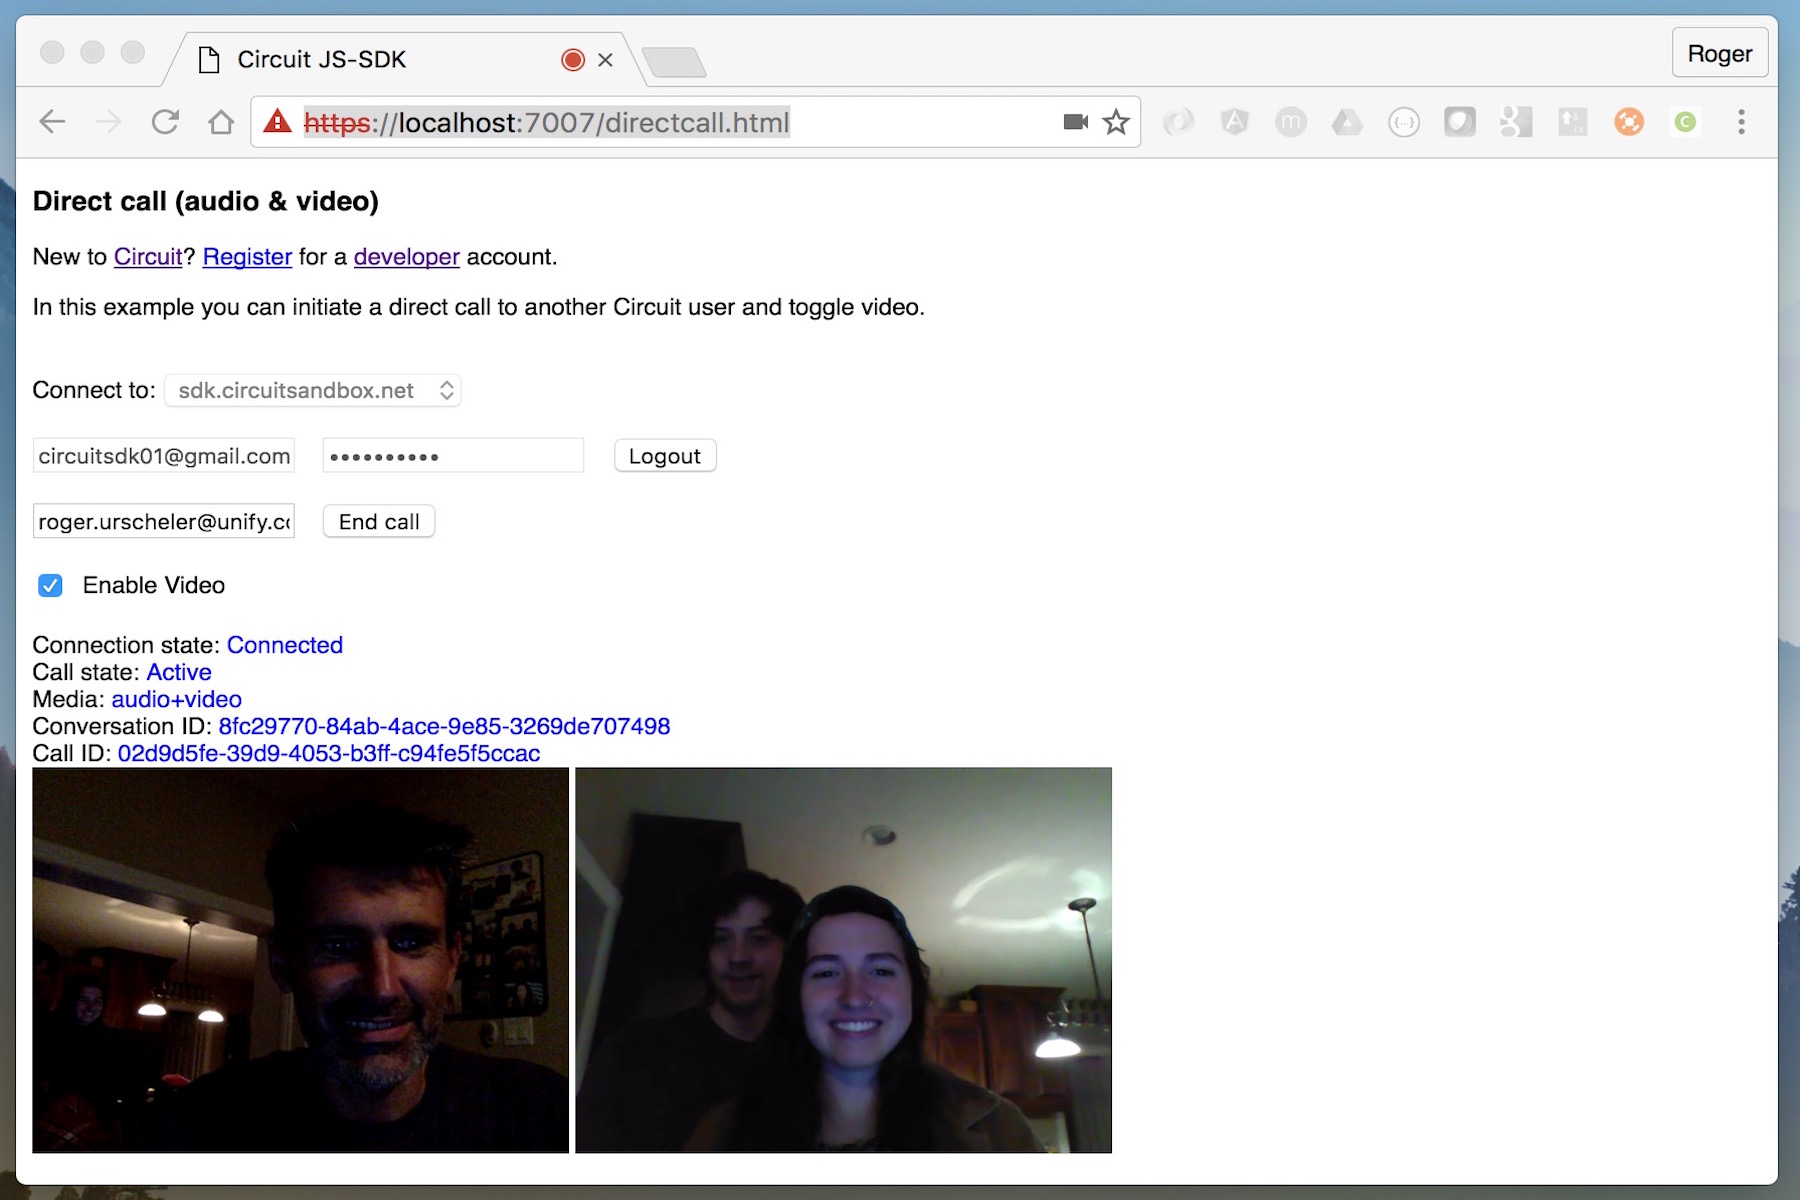 Circuit JS-SDK
Roger
https://localhost:7007/directcall.html
Direct call (audio & video)
New to Circuit? Register for a developer account.
In this example you can initiate a direct call to another Circuit user and toggle video.
Connect to: sdk.circuitsandbox.net
circuitsdk01@gmail.com •••••••••• Logout
roger.urscheler@unify.co End call
Enable Video
Connection state: Connected
Call state: Active
Media: audio+video
Conversation ID: 8fc29770-84ab-4ace-9e85-3269de707498
Call ID: 02d9d5fe-39d9-4053-b3ff-c94fe5f5ccac